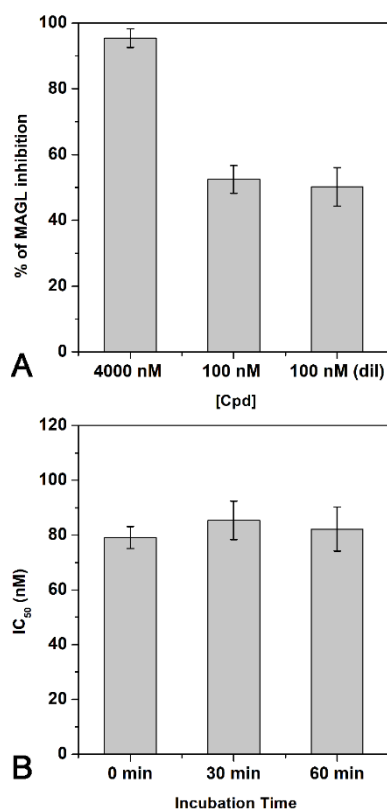 % of MAGL inhibition
100
80
60
40
20
0
4000 nM 100 nM 100 nM (dil)
[Cpd]
A
IC50 (nM)
120
100
80
60
40
20
0
0 min 30 min 60 min
Incubation Time
B